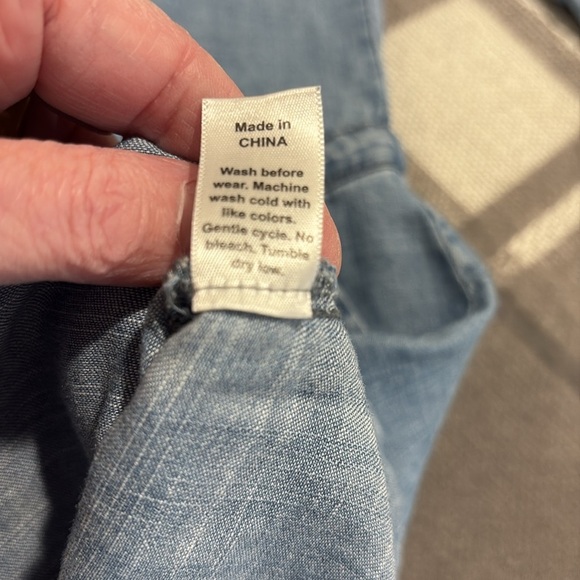 Made in
CHINA
Wash before
wear. Machine
wash cold with
like colors.
Gentle cycle. No
bleach. Tumble
dry low.